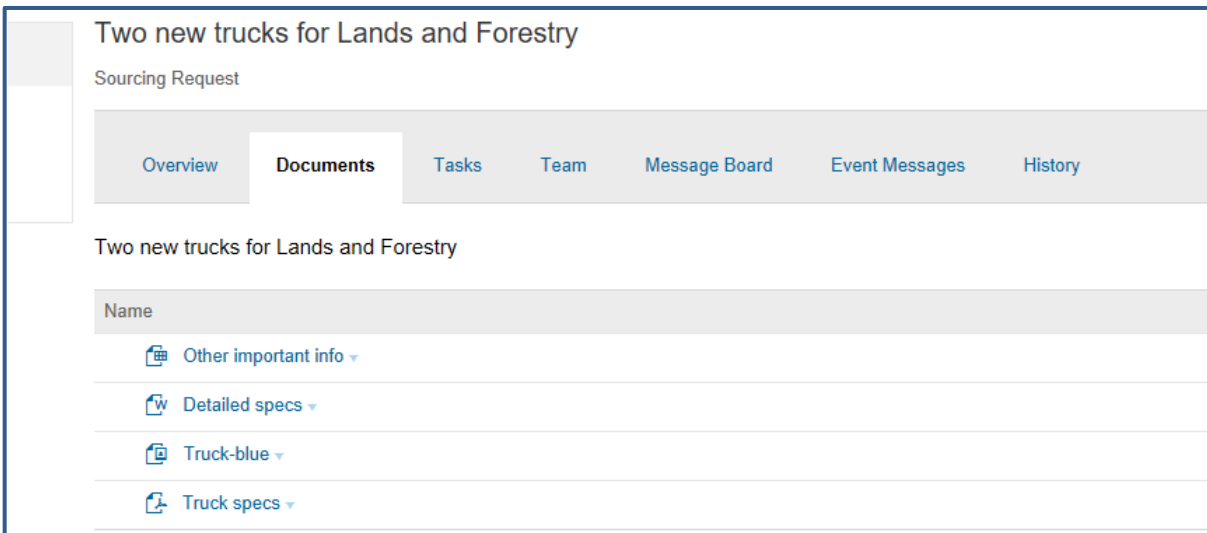 Two new trucks for Lands and Forestry
Sourcing Request
Overview Documents Tasks Team Message Board Event Messages History
Two new trucks for Lands and Forestry
Name
Other important info
Detailed specs
Truck-blue
Truck specs